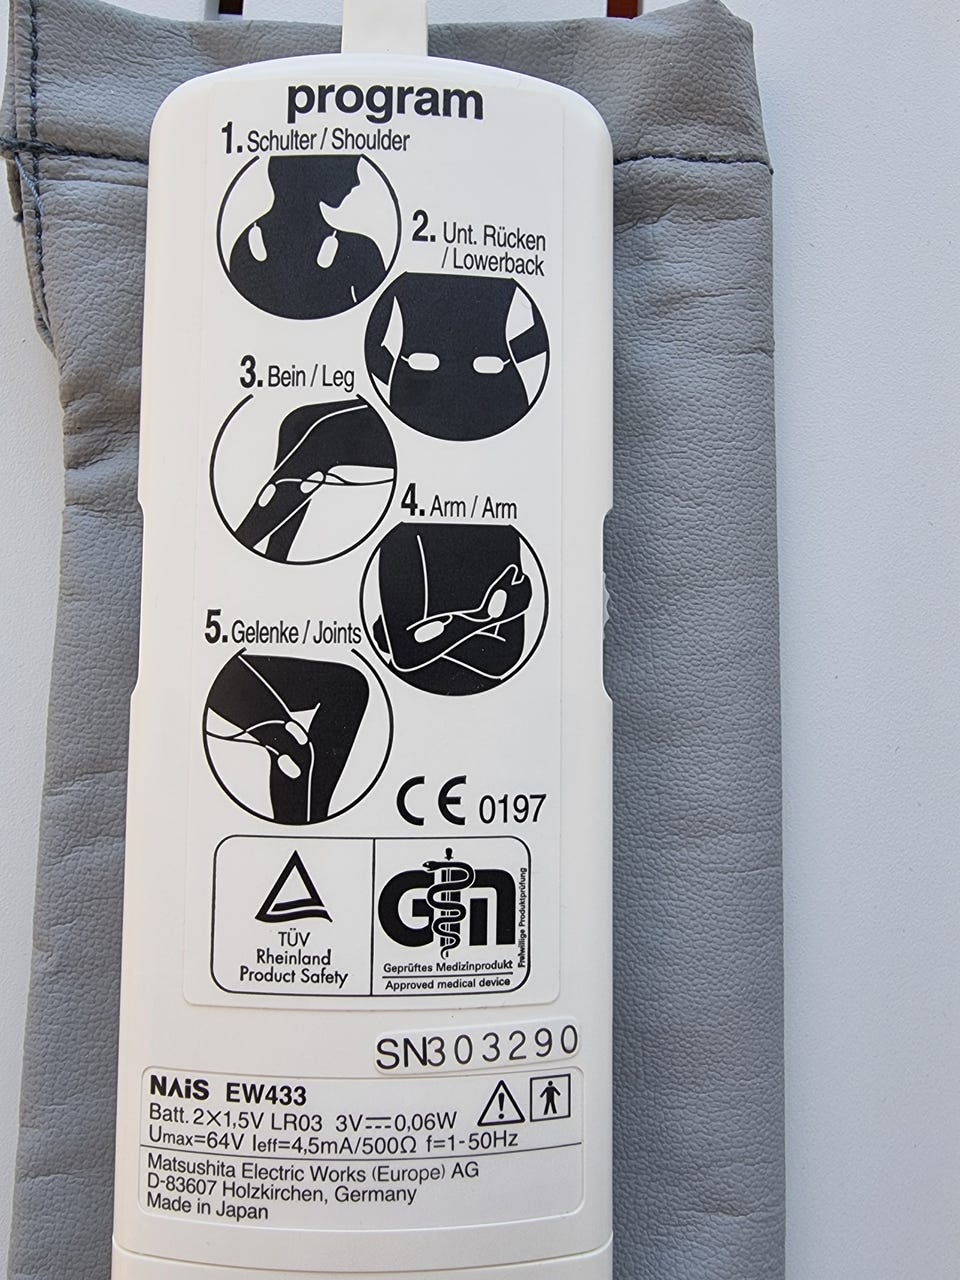 program
1. Schulter / Shoulder
2. Unt. Rücken
/ Lowerback
3. Bein / Leg
4. Arm / Arm
5. Gelenke / Joints
CE 0197
TÜV
Rheinland
Product Safety
GM
Geprüftes Medizinprodukt
Approved medical device
Freiwillige Produktprüfung
SN303290
NAiS EW433
Batt. 2X1,5V LR03 3V⎓0,06W
Umax=64V Ieff=4,5mA/500Ω f=1-50Hz
Matsushita Electric Works (Europe) AG
D-83607 Holzkirchen, Germany
Made in Japan